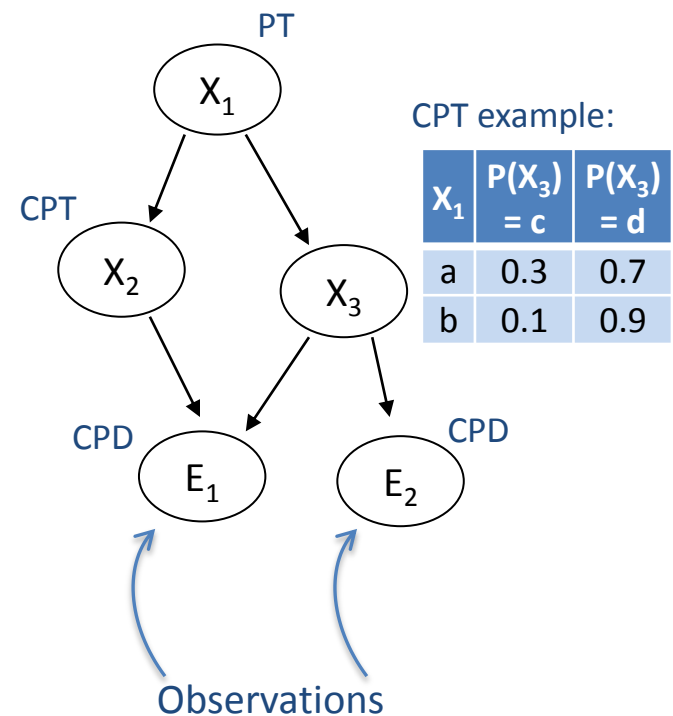 PT
X₁
CPT example:
X₁ P(X₃) = c P(X₃) = d
a 0.3 0.7
b 0.1 0.9
CPT
X₂
X₃
CPD
CPD
E₁
E₂
Observations